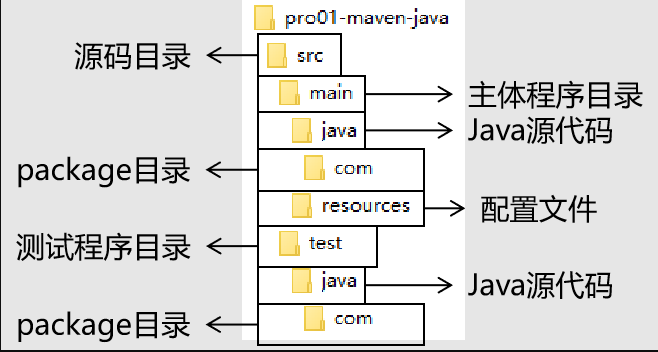 pro01-maven-java
源码目录 src
main 主体程序目录
java Java源代码
package目录 com
resources 配置文件
测试程序目录 test
java Java源代码
package目录 com